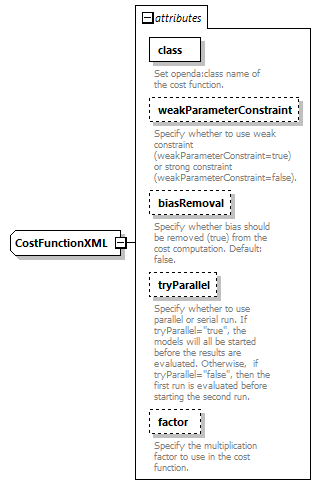 attributes
class
Set openda:class name of
the cost function.
weakParameterConstraint
Specify whether to use weak
constraint
(weakParameterConstraint=true)
or strong constraint
(weakParameterConstraint=false).
biasRemoval
Specify whether bias should
be removed (true) from the
cost computation. Default:
false.
CostFunctionXML
tryParallel
Specify whether to use
parallel or serial run. If
tryParallel="true", the
models will all be started
before the results are
evaluated. Otherwise,  if
tryParallel="false", then the
first run is evaluated before
starting the second run.
factor
Specify the multiplication
factor to use in the cost
function.